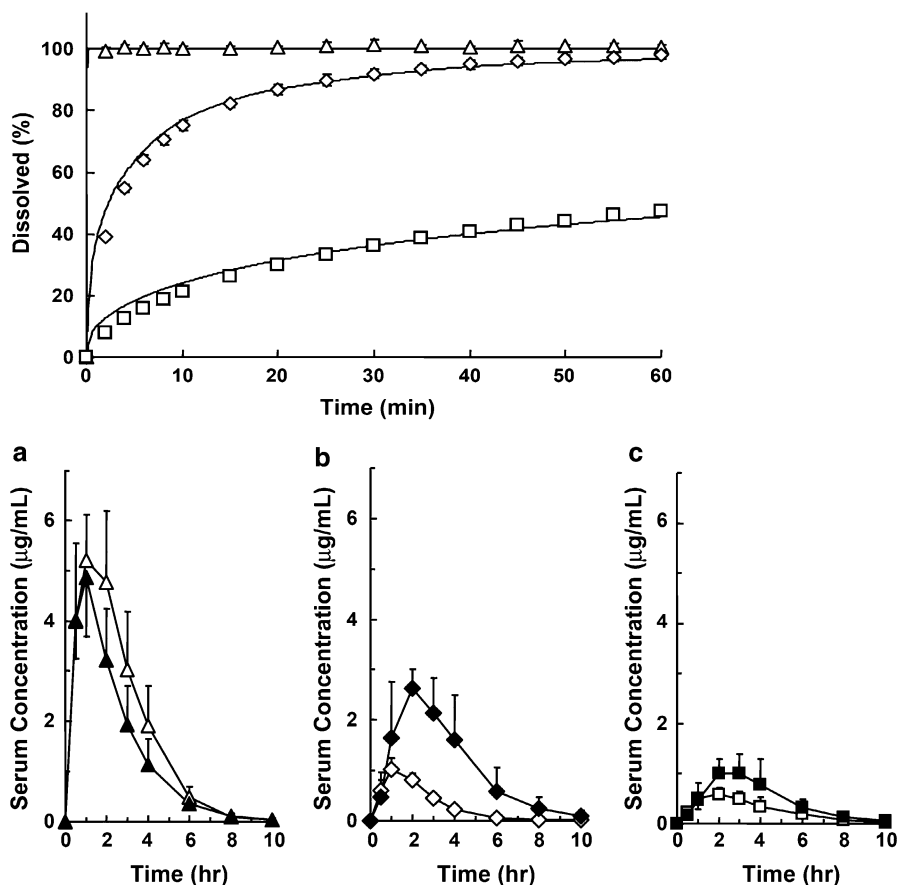 100
80
60
40
20
0
Dissolved (%)
0 10 20 30 40 50 60
Time (min)
a
6
4
2
0
Serum Concentration (μg/mL)
0 2 4 6 8 10
Time (hr)
b
6
4
2
0
Serum Concentration (μg/mL)
0 2 4 6 8 10
Time (hr)
c
6
4
2
0
Serum Concentration (μg/mL)
0 2 4 6 8 10
Time (hr)